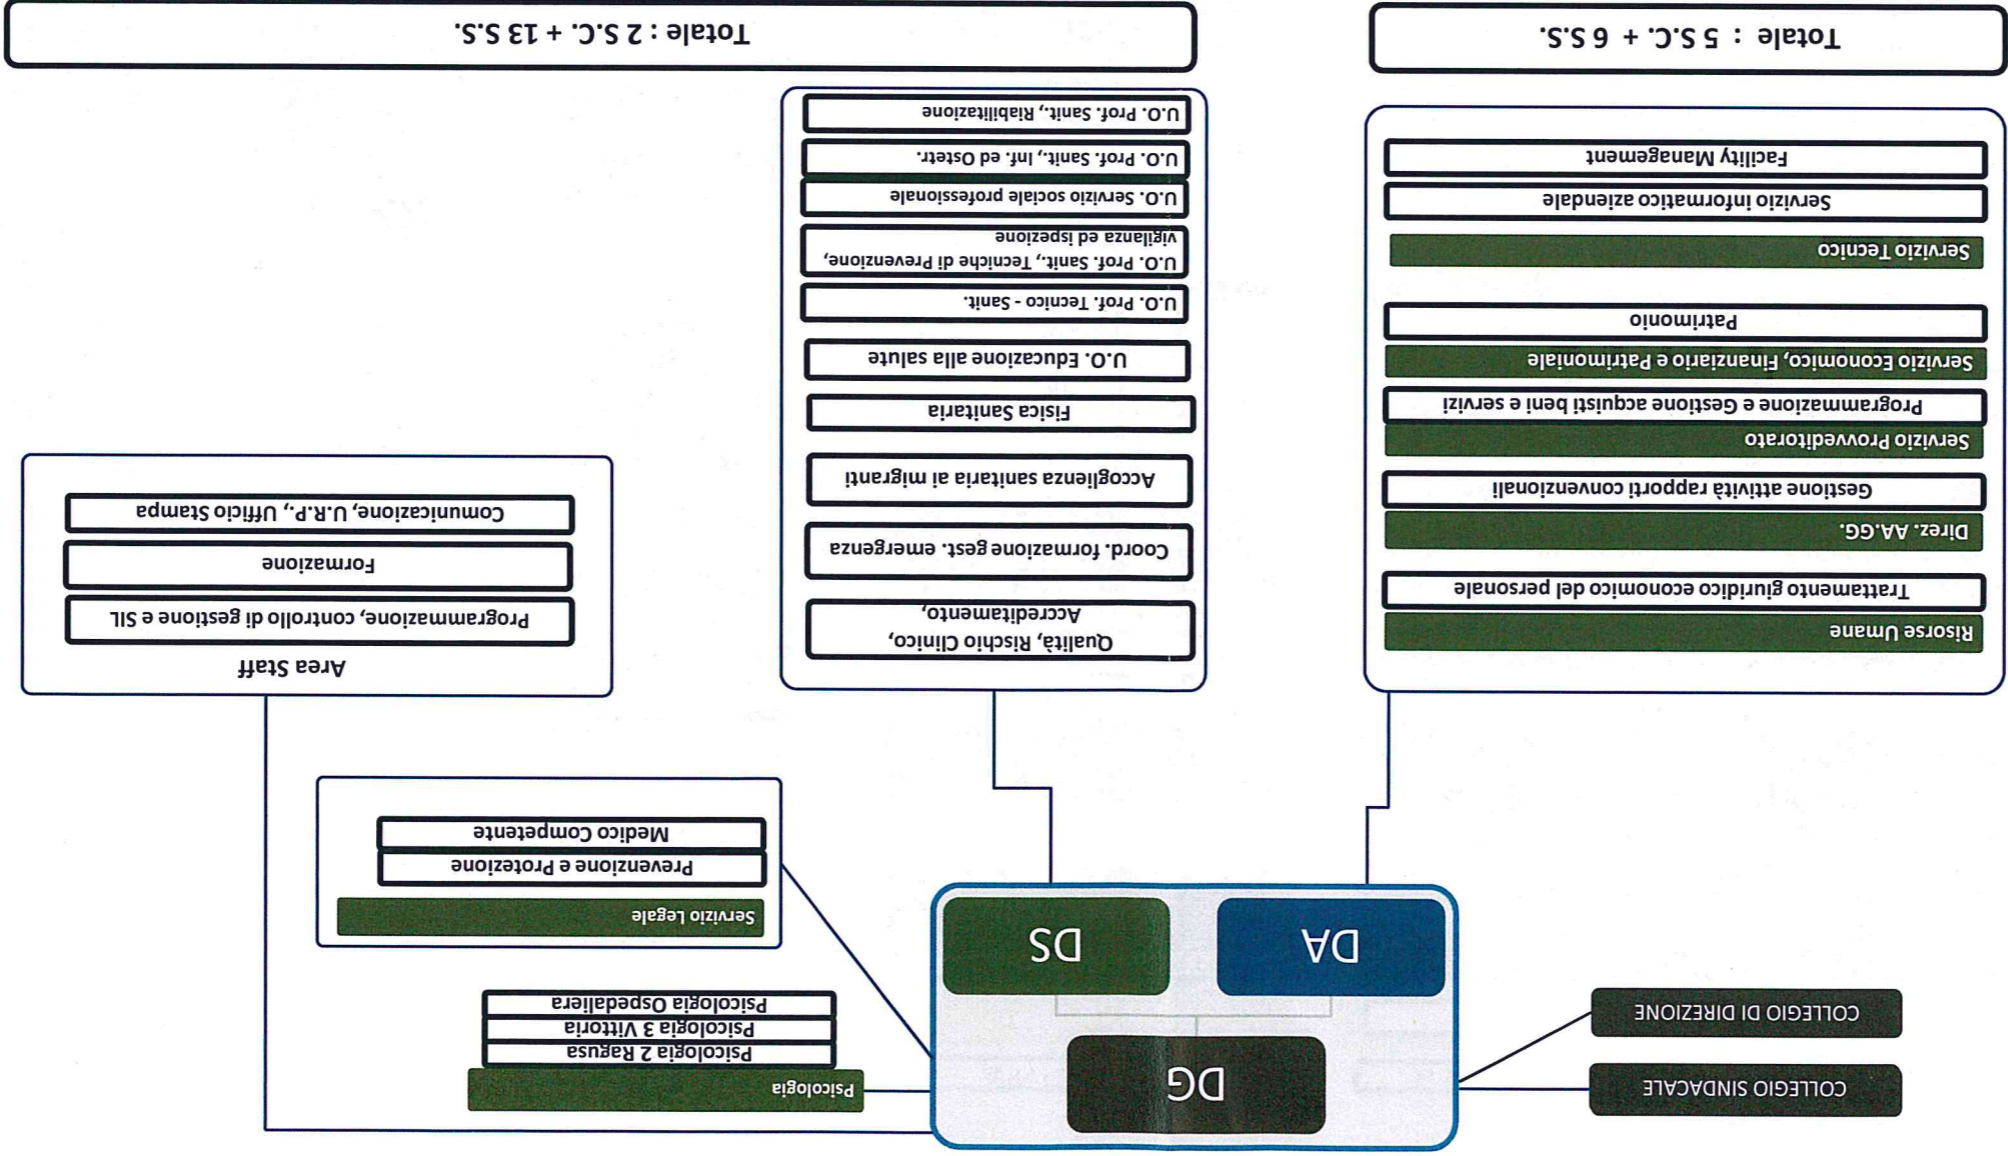 COLLEGIO SINDACALE
COLLEGIO DI DIREZIONE
DG
DA
DS
Psicologia
Psicologia 2 Ragusa
Psicologia 3 Vittoria
Psicologia Ospedaliera
Servizio Legale
Prevenzione e Protezione
Medico Competente
Risorse Umane
Trattamento giuridico economico del personale
Direz. AA.GG.
Gestione attività rapporti convenzionali
Servizio Provveditorato
Programmazione e Gestione acquisti beni e servizi
Servizio Economico, Finanziario e Patrimoniale
Patrimonio
Servizio Tecnico
Servizio informatico aziendale
Facility Management
Qualità, Rischio Clinico,
Accreditamento,
Coord. formazione gest. emergenza
Accoglienza sanitaria ai migranti
Fisica Sanitaria
U.O. Educazione alla salute
U.O. Prof. Tecnico - Sanit.
U.O. Prof. Sanit., Tecniche di Prevenzione,
vigilanza ed ispezione
U.O. Servizio sociale professionale
U.O. Prof. Sanit., Inf. ed Ostetr.
U.O. Prof. Sanit., Riabilitazione
Area Staff
Programmazione, controllo di gestione e SIL
Formazione
Comunicazione, U.R.P., Ufficio Stampa
Totale : 5 S.C. + 6 S.S.
Totale : 2 S.C. + 13 S.S.